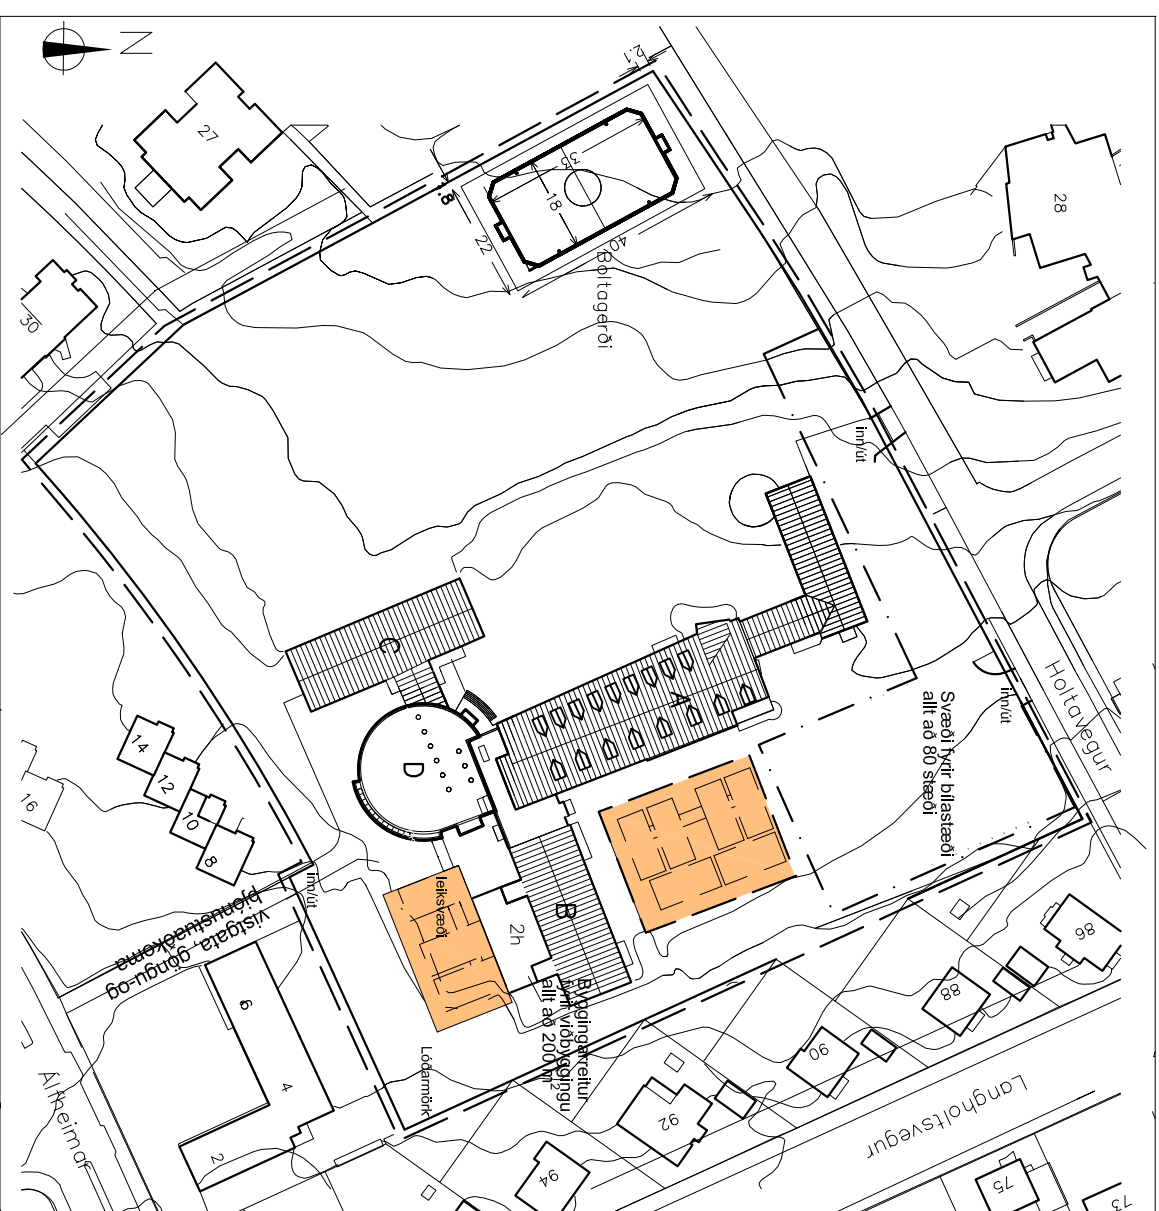 N
27
30
2.1
1.8
22
33
18
40
Boltagerði
28
inn/út
Holtavegur
inn/út
Svæði fyrir bílastæði
allt að 80 stæði
A
B
C
D
2h
leiksvæði
Byggingarreitur
fyrir viðbyggingu
allt að 200m2
Lóðarmörk
inn/út
vistgata, göngu-og
þjónustuaðkoma
14
12
10
8
16
6
4
2
Álfheimar
Langholtsvegur
86
88
90
92
94
75
73